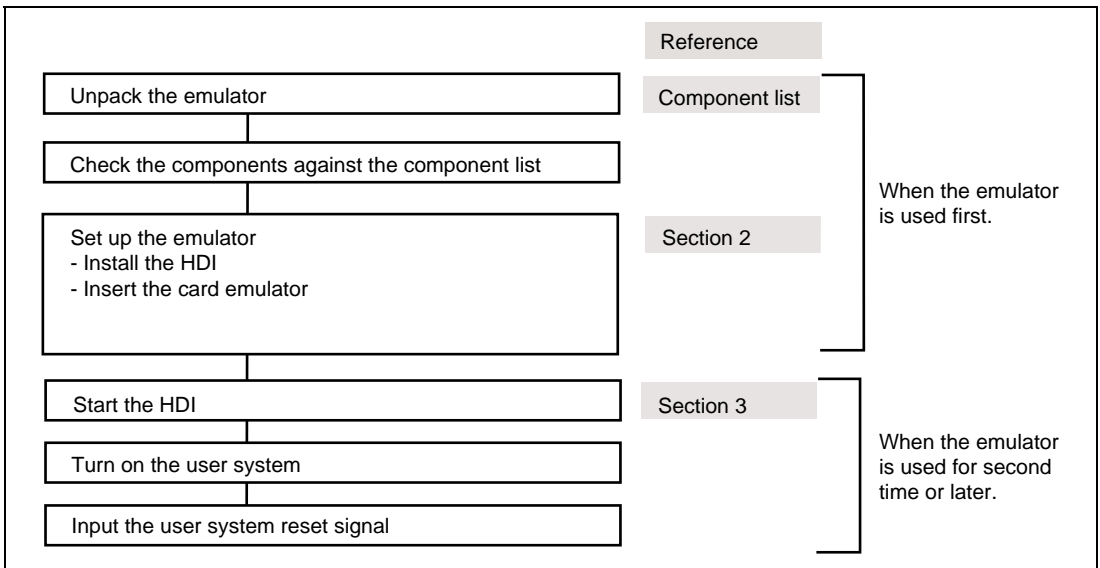 Reference
Unpack the emulator
Component list
Check the components against the component list
When the emulator
is used first.
Set up the emulator
- Install the HDI
- Insert the card emulator
Section 2
Start the HDI
Section 3
Turn on the user system
When the emulator
is used for second
time or later.
Input the user system reset signal